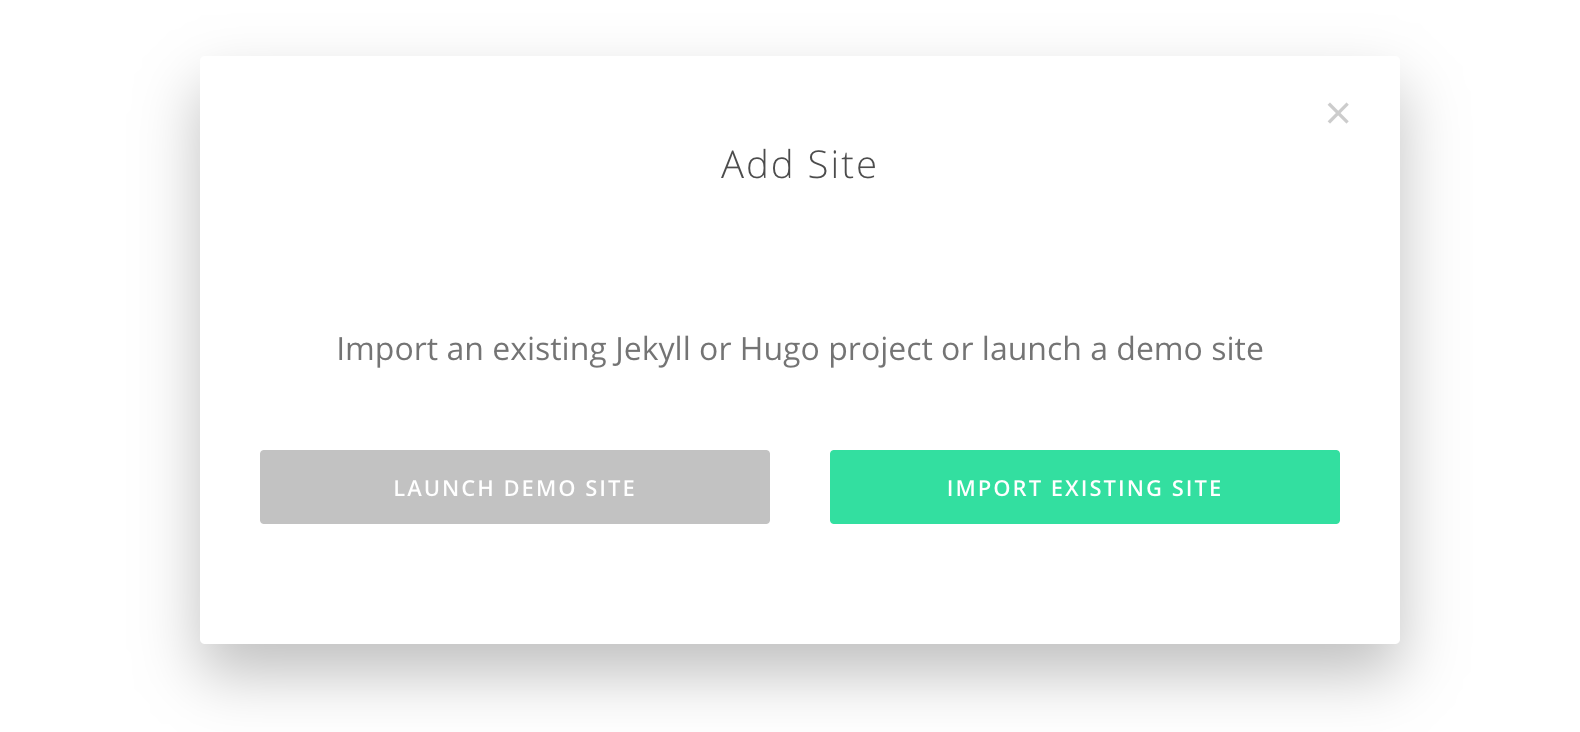 Add Site
Import an existing Jekyll or Hugo project or launch a demo site
LAUNCH DEMO SITE
IMPORT EXISTING SITE